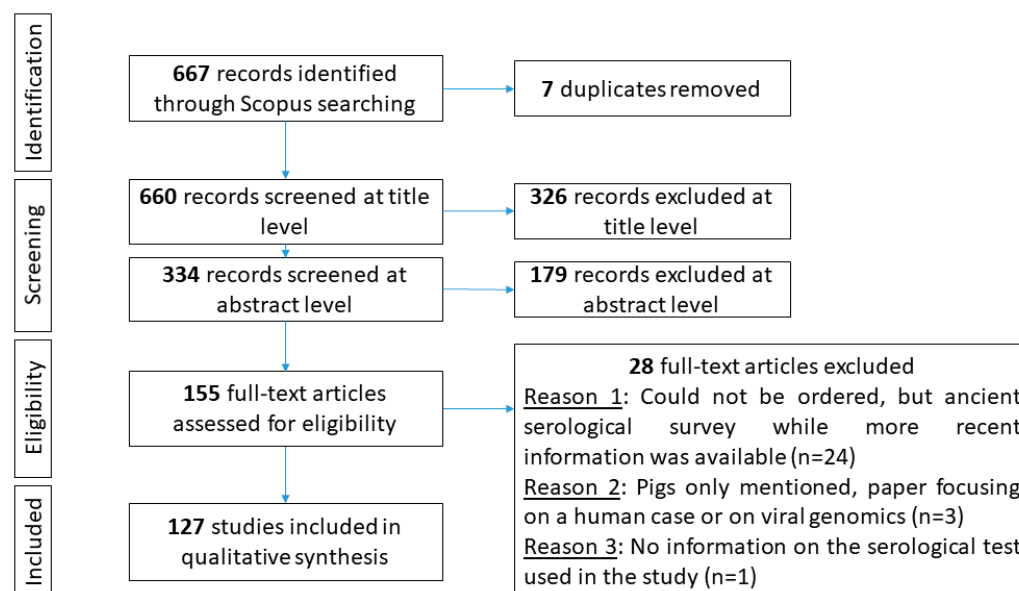 Identification
667 records identified
through Scopus searching
7 duplicates removed
Screening
660 records screened at title
level
326 records excluded at
title level
334 records screened at
abstract level
179 records excluded at
abstract level
Eligibility
155 full-text articles
assessed for eligibility
28 full-text articles excluded
Reason 1: Could not be ordered, but ancient
serological survey while more recent
information was available (n=24)
Reason 2: Pigs only mentioned, paper focusing
on a human case or on viral genomics (n=3)
Reason 3: No information on the serological test
used in the study (n=1)
Included
127 studies included in
qualitative synthesis